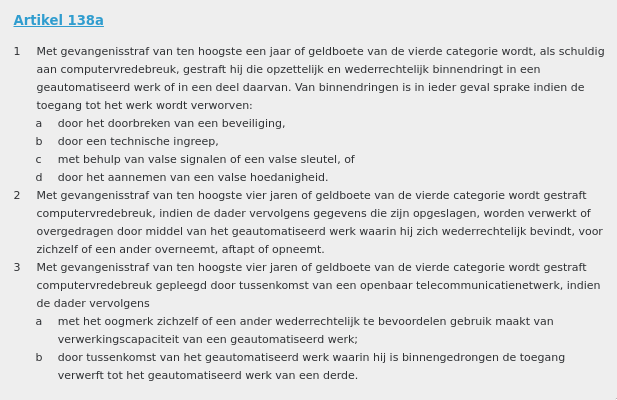 Artikel 138a
1 Met gevangenisstraf van ten hoogste een jaar of geldboete van de vierde categorie wordt, als schuldig
aan computervredebreuk, gestraft hij die opzettelijk en wederrechtelijk binnendringt in een
geautomatiseerd werk of in een deel daarvan. Van binnendringen is in ieder geval sprake indien de
toegang tot het werk wordt verworven:
a door het doorbreken van een beveiliging,
b door een technische ingreep,
c met behulp van valse signalen of een valse sleutel, of
d door het aannemen van een valse hoedanigheid.
2 Met gevangenisstraf van ten hoogste vier jaren of geldboete van de vierde categorie wordt gestraft
computervredebreuk, indien de dader vervolgens gegevens die zijn opgeslagen, worden verwerkt of
overgedragen door middel van het geautomatiseerd werk waarin hij zich wederrechtelijk bevindt, voor
zichzelf of een ander overneemt, aftapt of opneemt.
3 Met gevangenisstraf van ten hoogste vier jaren of geldboete van de vierde categorie wordt gestraft
computervredebreuk gepleegd door tussenkomst van een openbaar telecommunicatienetwerk, indien
de dader vervolgens
a met het oogmerk zichzelf of een ander wederrechtelijk te bevoordelen gebruik maakt van
verwerkingscapaciteit van een geautomatiseerd werk;
b door tussenkomst van het geautomatiseerd werk waarin hij is binnengedrongen de toegang
verwerft tot het geautomatiseerd werk van een derde.